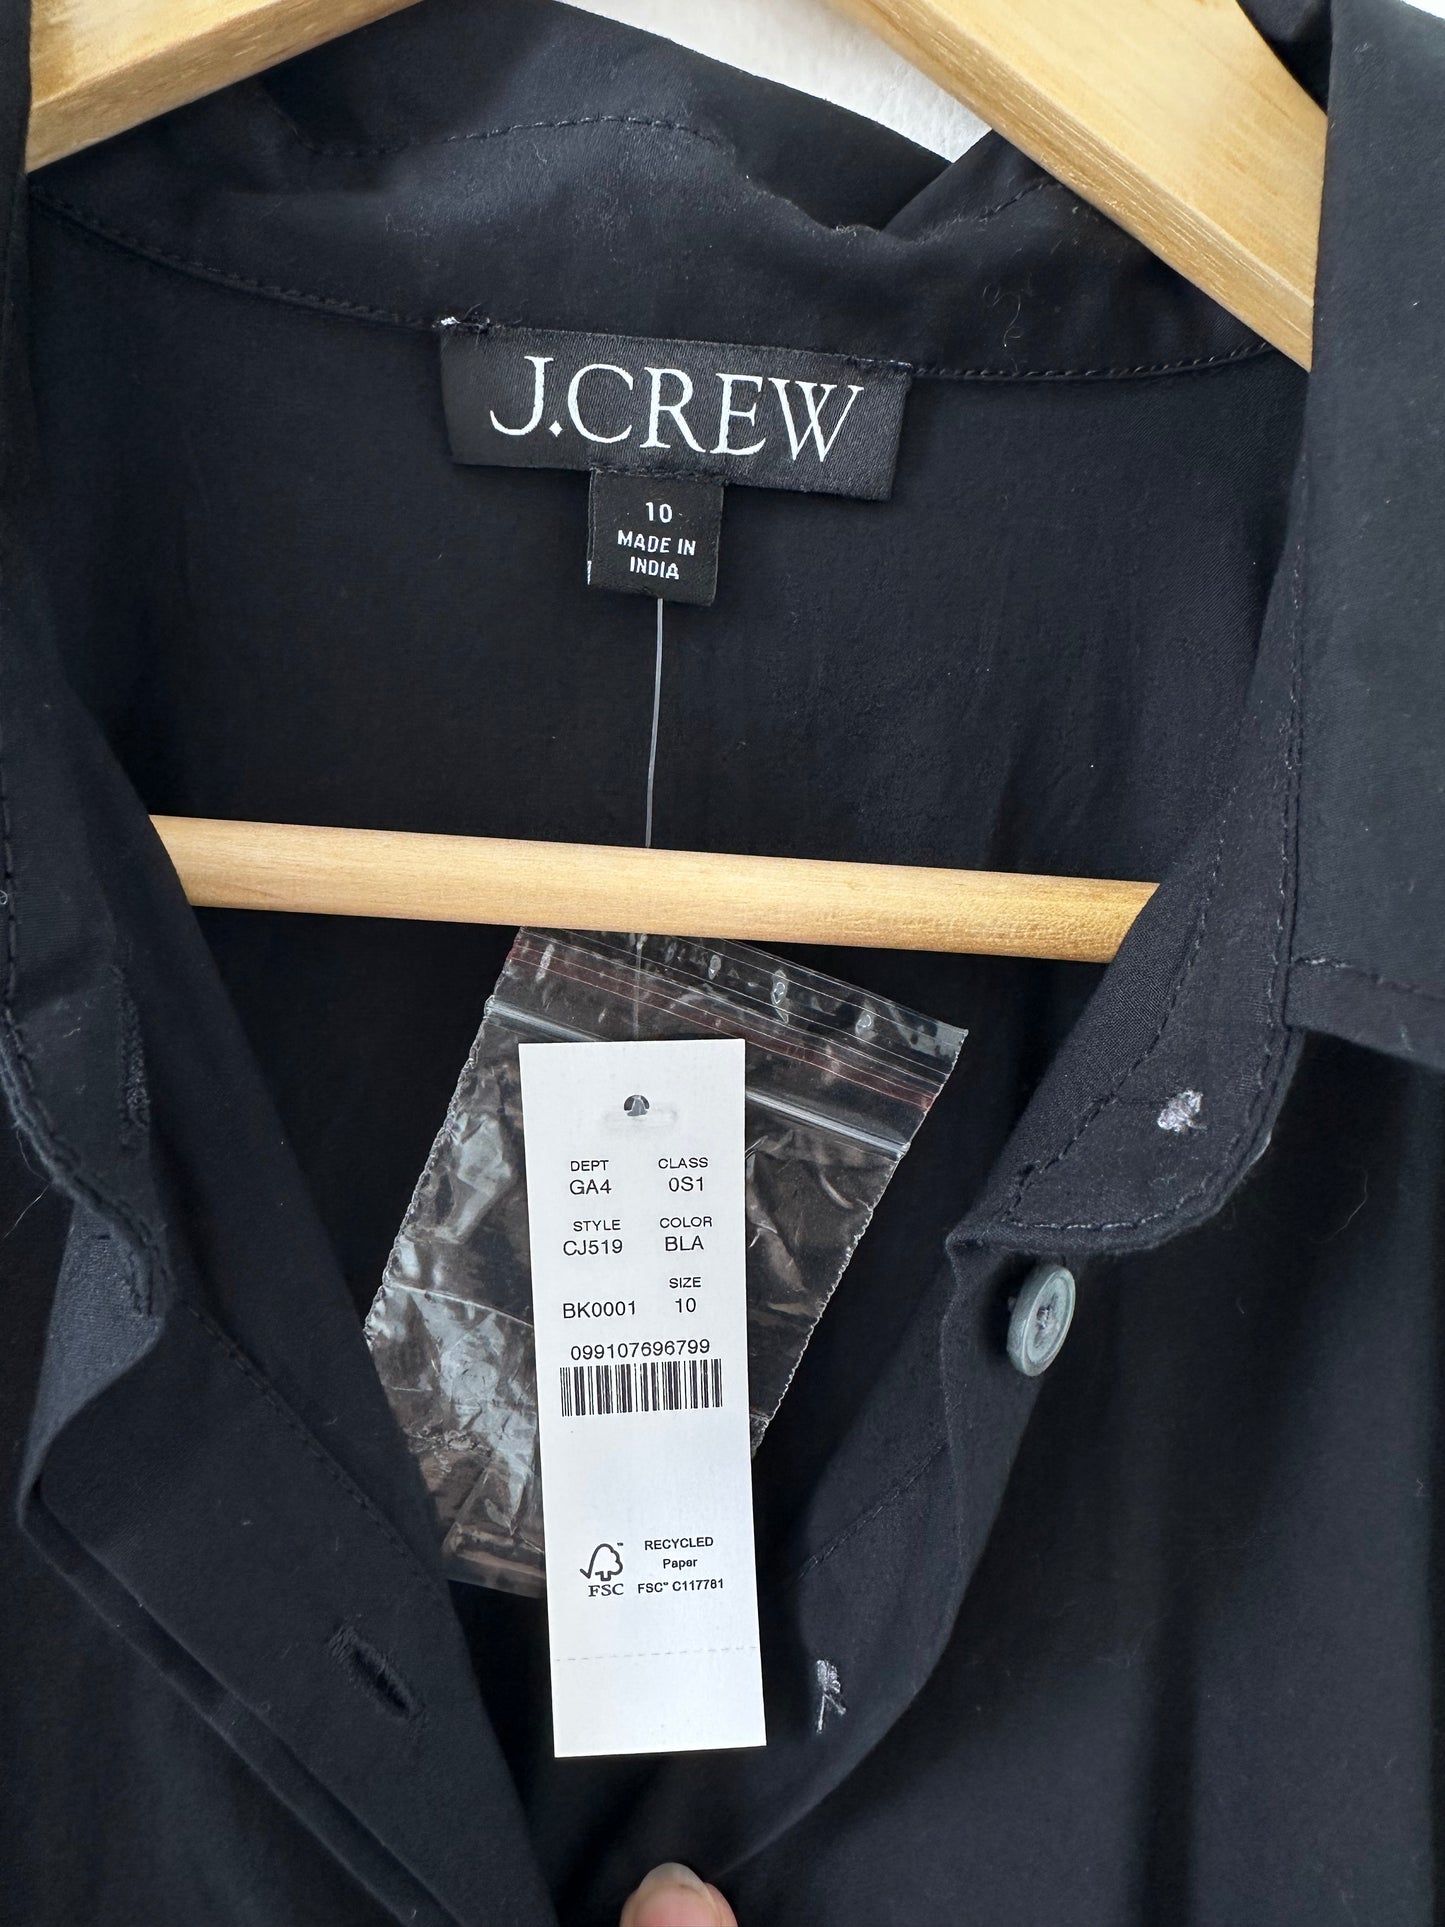 J.CREW
10
MADE IN
INDIA
DEPT CLASS
GA4 0S1
STYLE COLOR
CJ519 BLA
SIZE
BK0001 10
099107696799
RECYCLED
Paper
FSC FSC™ C117781